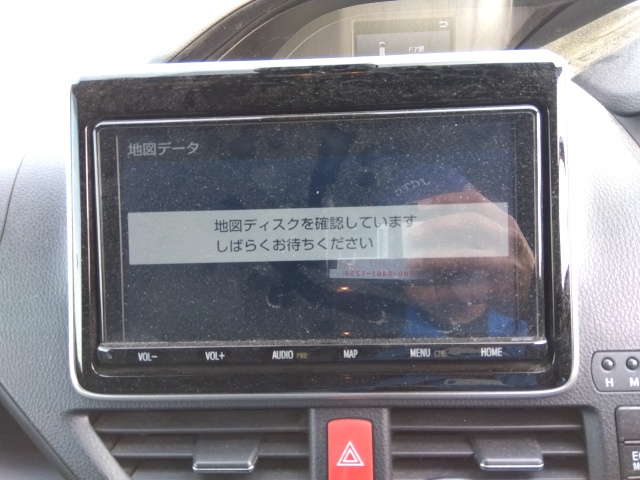 地図データ
地図ディスクを確認しています
しばらくお待ちください
VOL- VOL+ AUDIO PWR MAP MENU HOME
H M